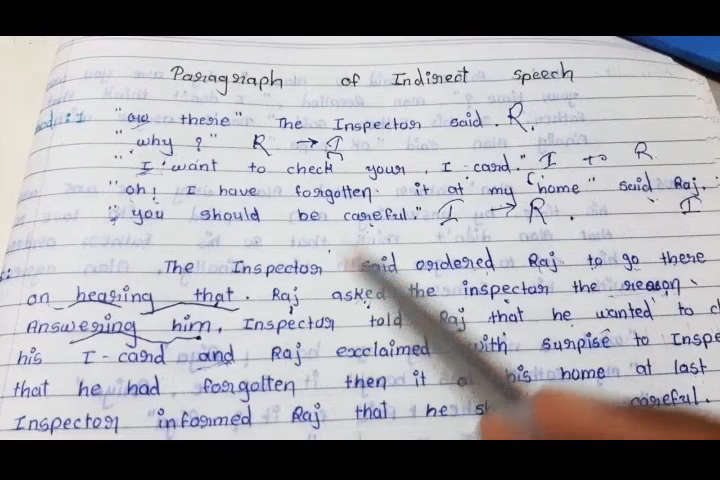 Paragraph of Indirect speech
"Go there" The Inspector said. R.
"why ?" R → I
"I want to check your I-card." I to R
"oh! I have forgotten it at my home" said Raj. I
"you should be careful." I → R.
The Inspector said ordered Raj to go there
on hearing that. Raj asked the inspector the reason
Answering him, Inspector told Raj that he wanted to
his I-card and Raj exclaimed with surpise to
that he had forgotten then it his home at last
Inspector informed Raj that he careful.